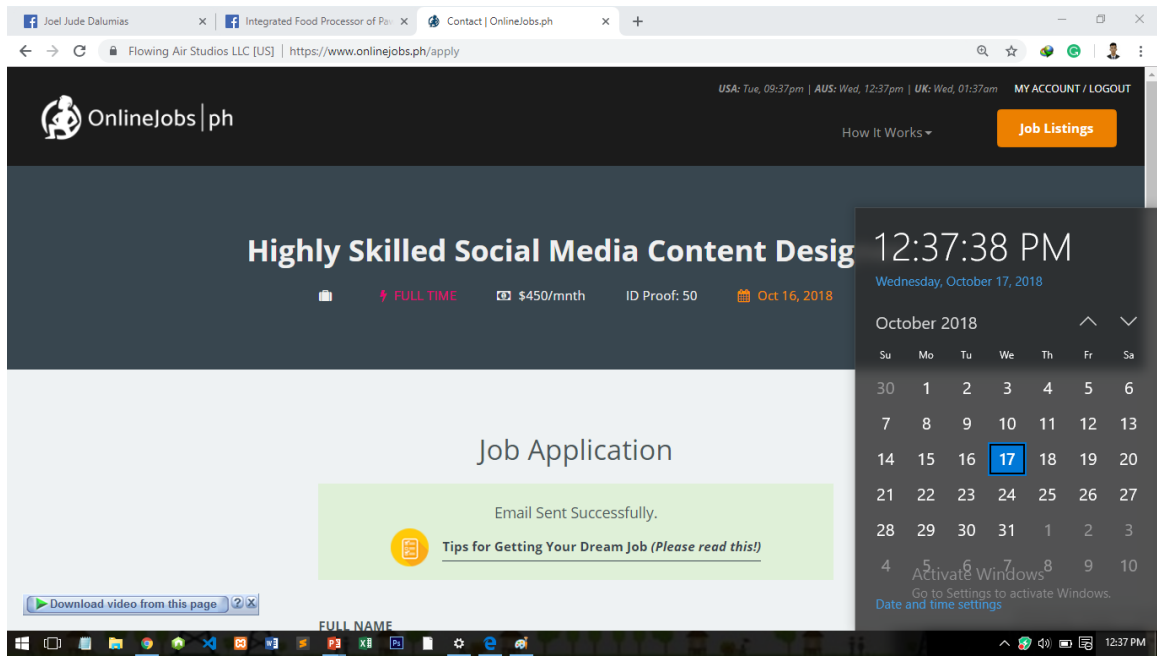 Joel Jude Dalumias
Integrated Food Processor of Pa
Contact | OnlineJobs.ph
Flowing Air Studios LLC [US] | https://www.onlinejobs.ph/apply
USA: Tue, 09:37pm | AUS: Wed, 12:37pm | UK: Wed, 01:37am MY ACCOUNT / LOGOUT
OnlineJobs|ph
How It Works
Job Listings
Highly Skilled Social Media Content Desig
FULL TIME $450/mnth ID Proof: 50 Oct 16, 2018
Job Application
Email Sent Successfully.
Tips for Getting Your Dream Job (Please read this!)
Download video from this page
FULL NAME
12:37:38 PM
Wednesday, October 17, 2018
October 2018
Su Mo Tu We Th Fr Sa
30 1 2 3 4 5 6
7 8 9 10 11 12 13
14 15 16 17 18 19 20
21 22 23 24 25 26 27
28 29 30 31 1 2 3
4 5 6 7 8 9 10
Activate Windows
Go to Settings to activate Windows.
Date and time settings
12:37 PM